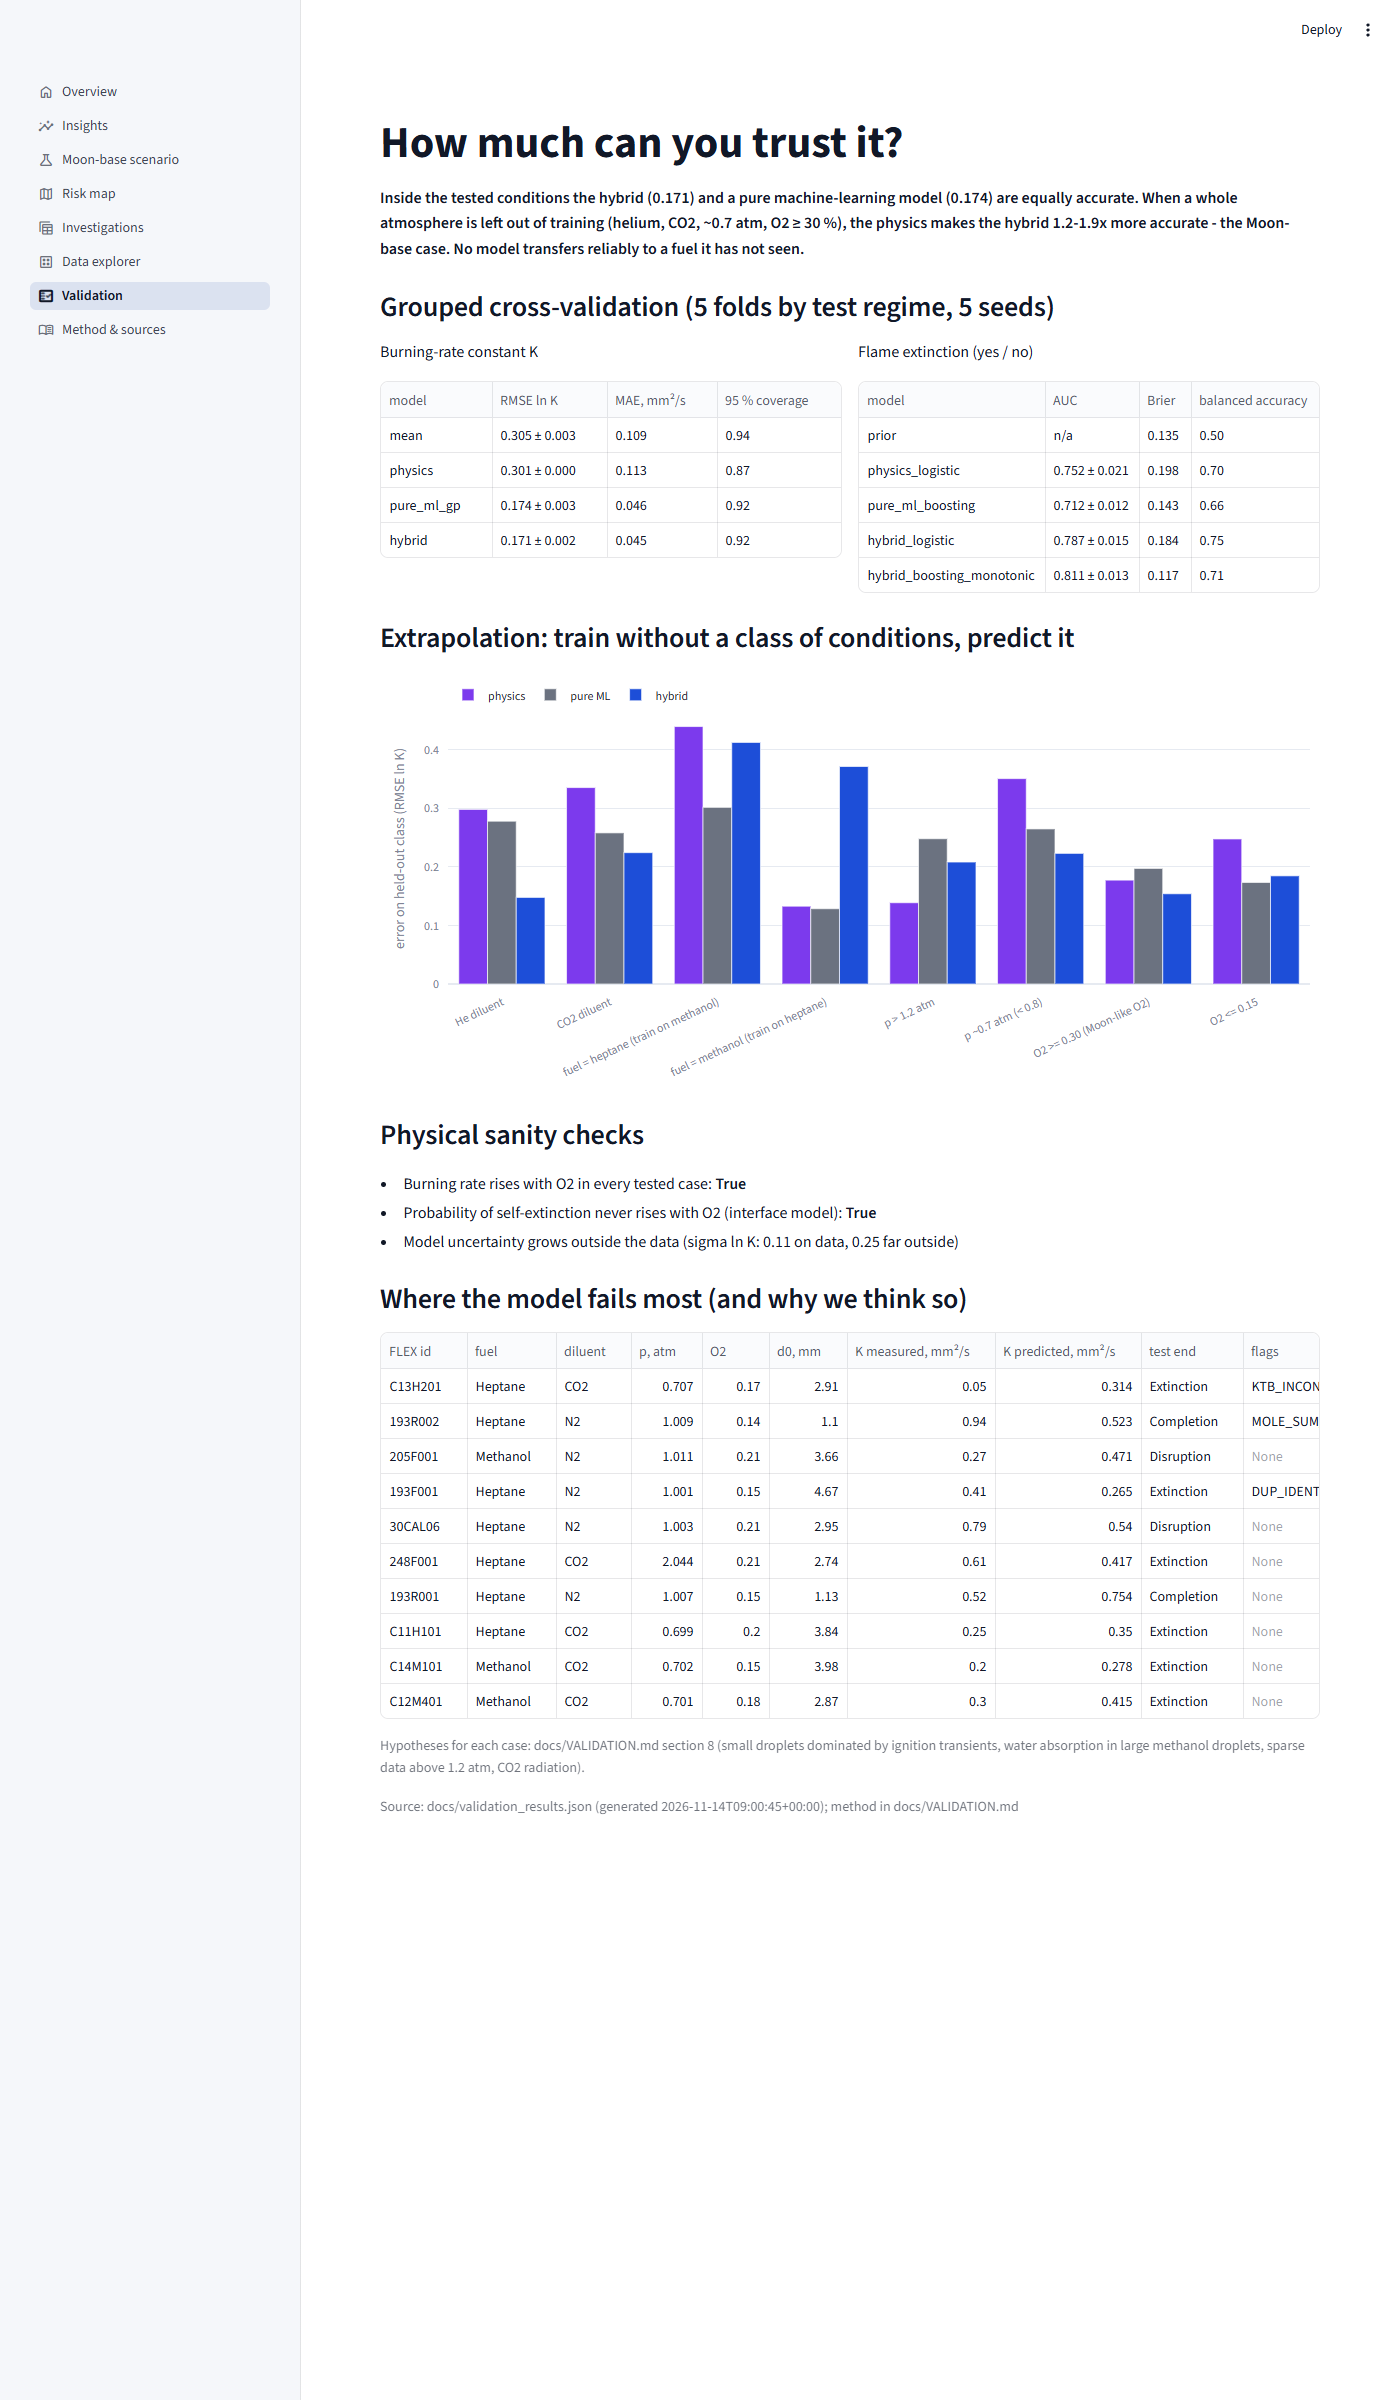 Deploy
Overview
Insights
Moon-base scenario
Risk map
Investigations
Data explorer
Validation
Method & sources
How much can you trust it?
Inside the tested conditions the hybrid (0.171) and a pure machine-learning model (0.174) are equally accurate. When a whole
atmosphere is left out of training (helium, CO2, ~0.7 atm, O2 ≥ 30 %), the physics makes the hybrid 1.2-1.9x more accurate - the Moon-
base case. No model transfers reliably to a fuel it has not seen.
Grouped cross-validation (5 folds by test regime, 5 seeds)
Burning-rate constant K
model RMSE ln K MAE, mm²/s 95 % coverage
mean 0.305 ± 0.003 0.109 0.94
physics 0.301 ± 0.000 0.113 0.87
pure_ml_gp 0.174 ± 0.003 0.046 0.92
hybrid 0.171 ± 0.002 0.045 0.92
Flame extinction (yes / no)
model AUC Brier balanced accuracy
prior n/a 0.135 0.50
physics_logistic 0.752 ± 0.021 0.198 0.70
pure_ml_boosting 0.712 ± 0.012 0.143 0.66
hybrid_logistic 0.787 ± 0.015 0.184 0.75
hybrid_boosting_monotonic 0.811 ± 0.013 0.117 0.71
Extrapolation: train without a class of conditions, predict it
physics pure ML hybrid
error on held-out class (RMSE ln K)
0.4
0.3
0.2
0.1
0
He diluent
CO2 diluent
fuel = heptane (train on methanol)
fuel = methanol (train on heptane)
p > 1.2 atm
p ~0.7 atm (< 0.8)
O2 >= 0.30 (Moon-like O2)
O2 <= 0.15
Physical sanity checks
• Burning rate rises with O2 in every tested case: True
• Probability of self-extinction never rises with O2 (interface model): True
• Model uncertainty grows outside the data (sigma ln K: 0.11 on data, 0.25 far outside)
Where the model fails most (and why we think so)
FLEX id fuel diluent p, atm O2 d0, mm K measured, mm²/s K predicted, mm²/s test end flags
C13H201 Heptane CO2 0.707 0.17 2.91 0.05 0.314 Extinction KTB_INCON
193R002 Heptane N2 1.009 0.14 1.1 0.94 0.523 Completion MOLE_SUM
205F001 Methanol N2 1.011 0.21 3.66 0.27 0.471 Disruption None
193F001 Heptane N2 1.001 0.15 4.67 0.41 0.265 Extinction DUP_IDENT
30CAL06 Heptane N2 1.003 0.21 2.95 0.79 0.54 Disruption None
248F001 Heptane CO2 2.044 0.21 2.74 0.61 0.417 Extinction None
193R001 Heptane N2 1.007 0.15 1.13 0.52 0.754 Completion None
C11H101 Heptane CO2 0.699 0.2 3.84 0.25 0.35 Extinction None
C14M101 Methanol CO2 0.702 0.15 3.98 0.2 0.278 Extinction None
C12M401 Methanol CO2 0.701 0.18 2.87 0.3 0.415 Extinction None
Hypotheses for each case: docs/VALIDATION.md section 8 (small droplets dominated by ignition transients, water absorption in large methanol droplets, sparse
data above 1.2 atm, CO2 radiation).
Source: docs/validation_results.json (generated 2026-11-14T09:00:45+00:00); method in docs/VALIDATION.md